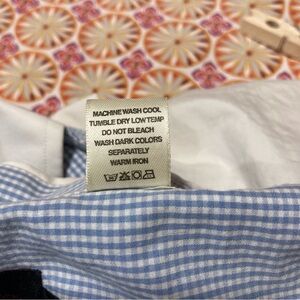 MACHINE WASH COOL
TUMBLE DRY LOW TEMP
DO NOT BLEACH
WASH DARK COLORS
SEPARATELY
WARM IRON